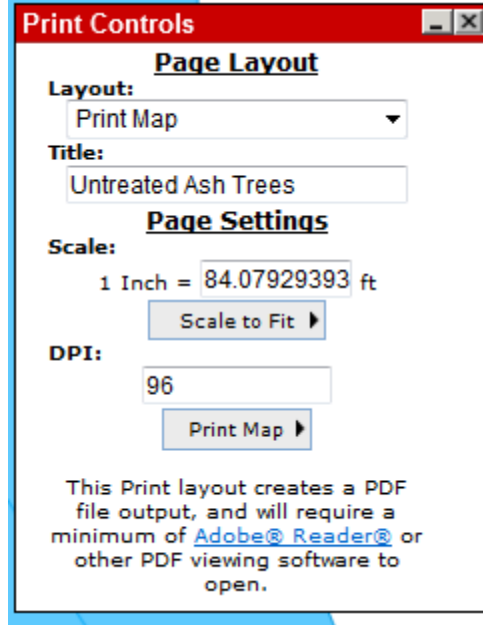 Print Controls
Page Layout
Layout:
Print Map
Title:
Untreated Ash Trees
Page Settings
Scale:
1 Inch = 84.07929393 ft
Scale to Fit
DPI:
96
Print Map
This Print layout creates a PDF
file output, and will require a
minimum of Adobe® Reader® or
other PDF viewing software to
open.